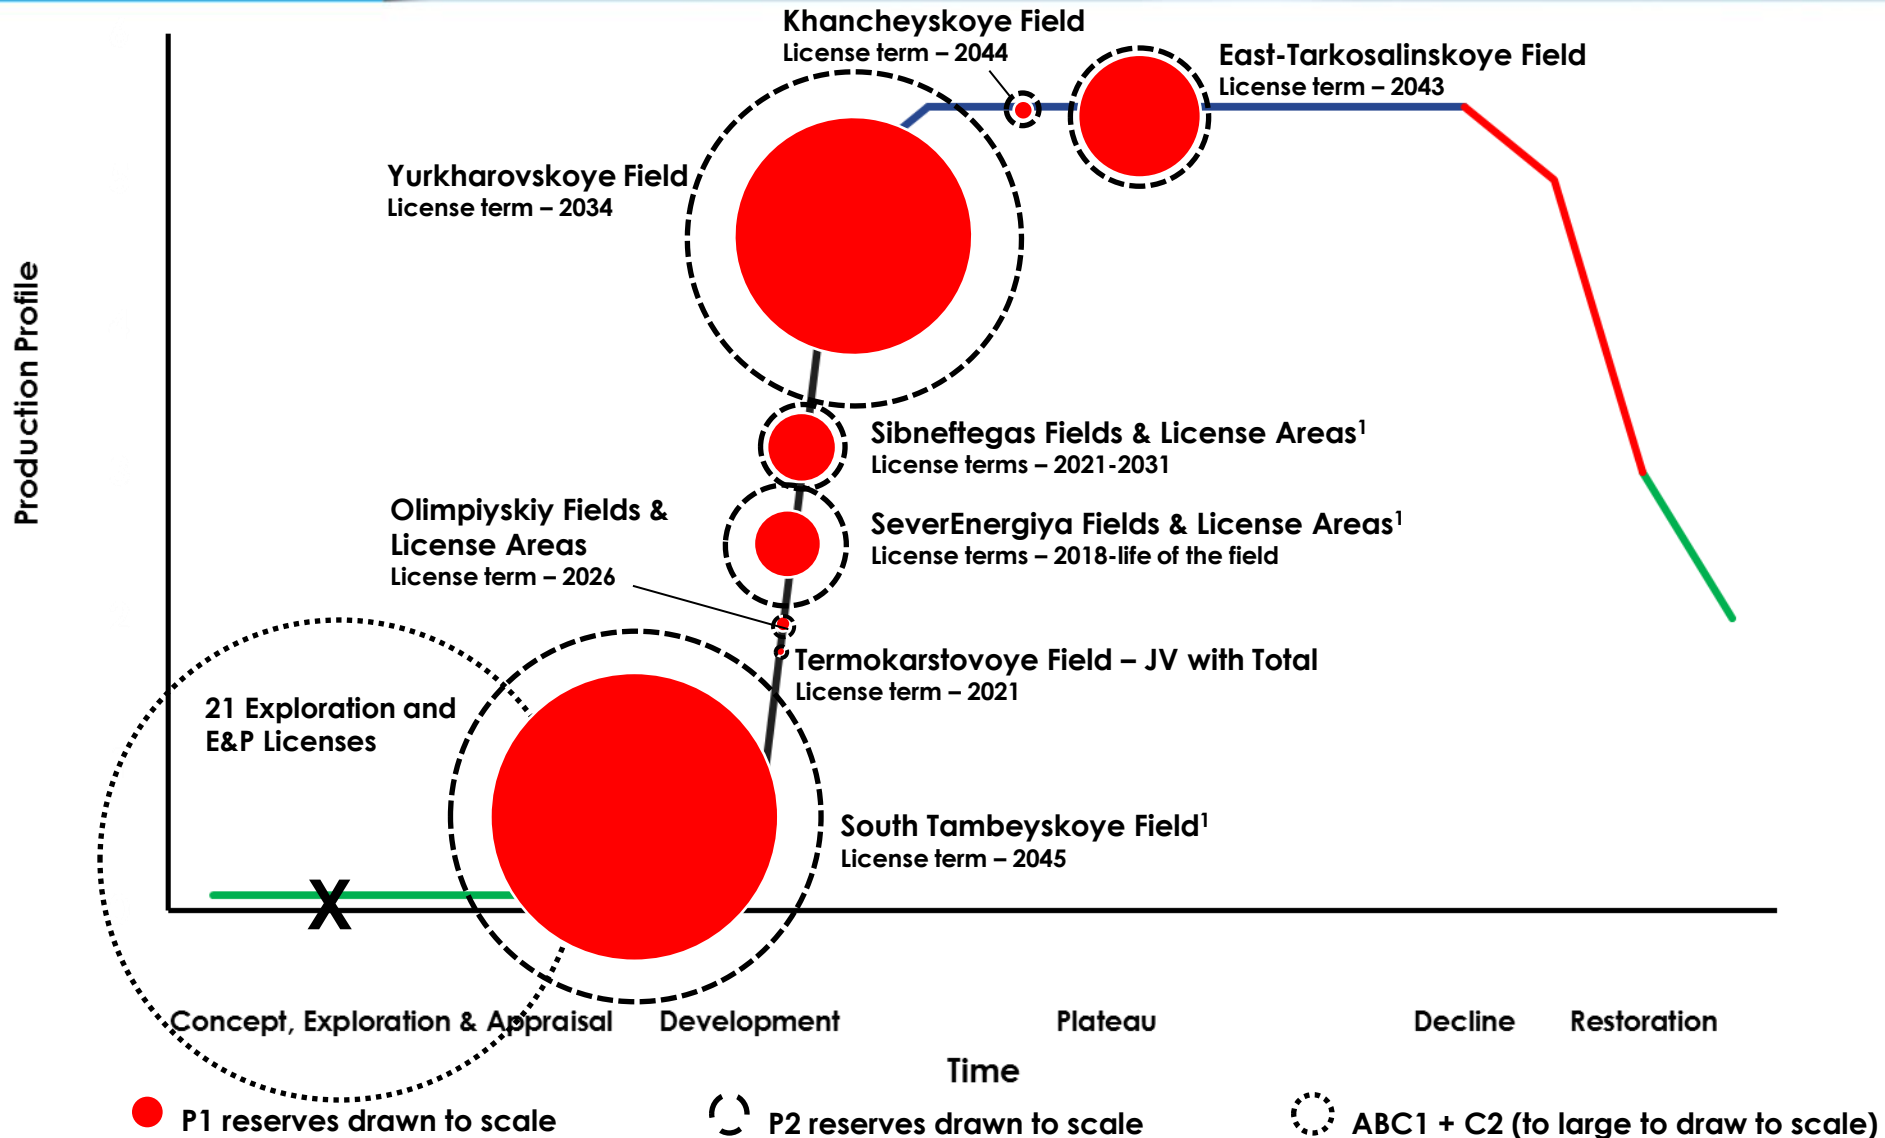 Khancheyskoye Field
License term – 2044
East-Tarkosalinskoye Field
License term – 2043
Yurkharovskoye Field
License term – 2034
Production Profile
Sibneftegas Fields & License Areas¹
License terms – 2021-2031
Olimpiyskiy Fields &
License Areas
License term – 2026
SeverEnergiya Fields & License Areas¹
License terms – 2018-life of the field
Termokarstovoye Field – JV with Total
License term – 2021
21 Exploration and
E&P Licenses
South Tambeyskoye Field¹
License term – 2045
X
Concept, Exploration & Appraisal
Development
Plateau
Decline
Restoration
Time
P1 reserves drawn to scale
P2 reserves drawn to scale
ABC1 + C2 (to large to draw to scale)